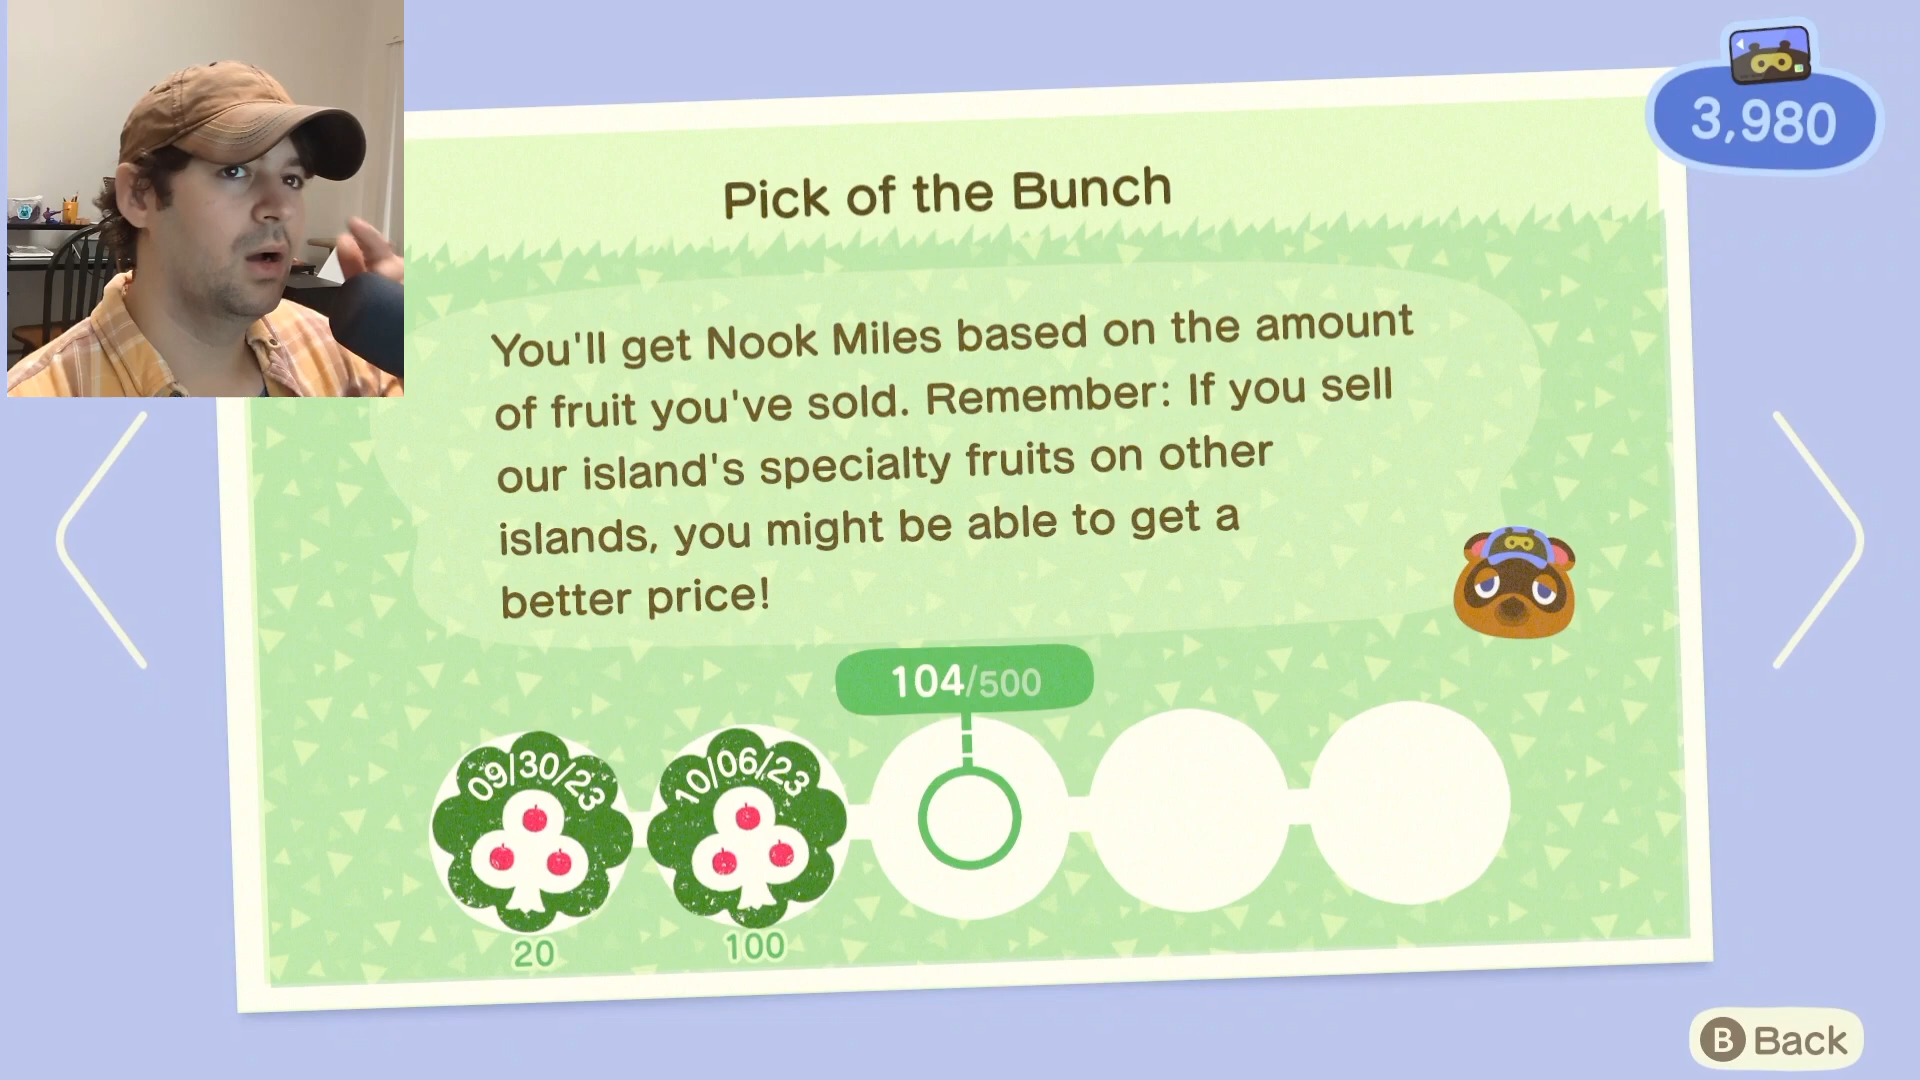 3,980
Pick of the Bunch
You'll get Nook Miles based on the amount
of fruit you've sold. Remember: If you sell
our island's specialty fruits on other
islands, you might be able to get a
better price!
104/500
09/30/23
10/06/23
20
100
B Back